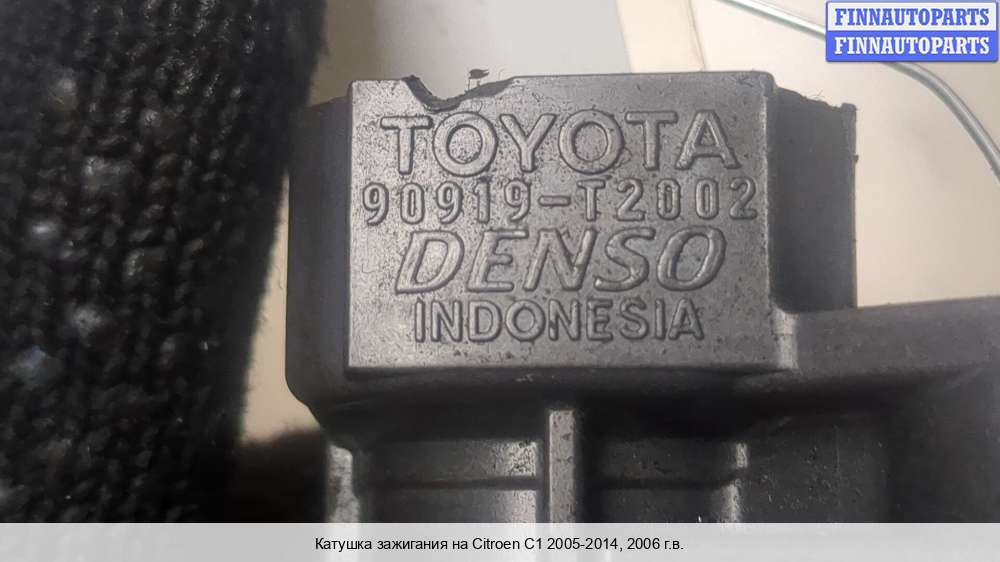 FINNAUTOPARTS
FINNAUTOPARTS
TOYOTA
90919-T2002
DENSO
INDONESIA
Катушка зажигания на Citroen C1 2005-2014, 2006 г.в.